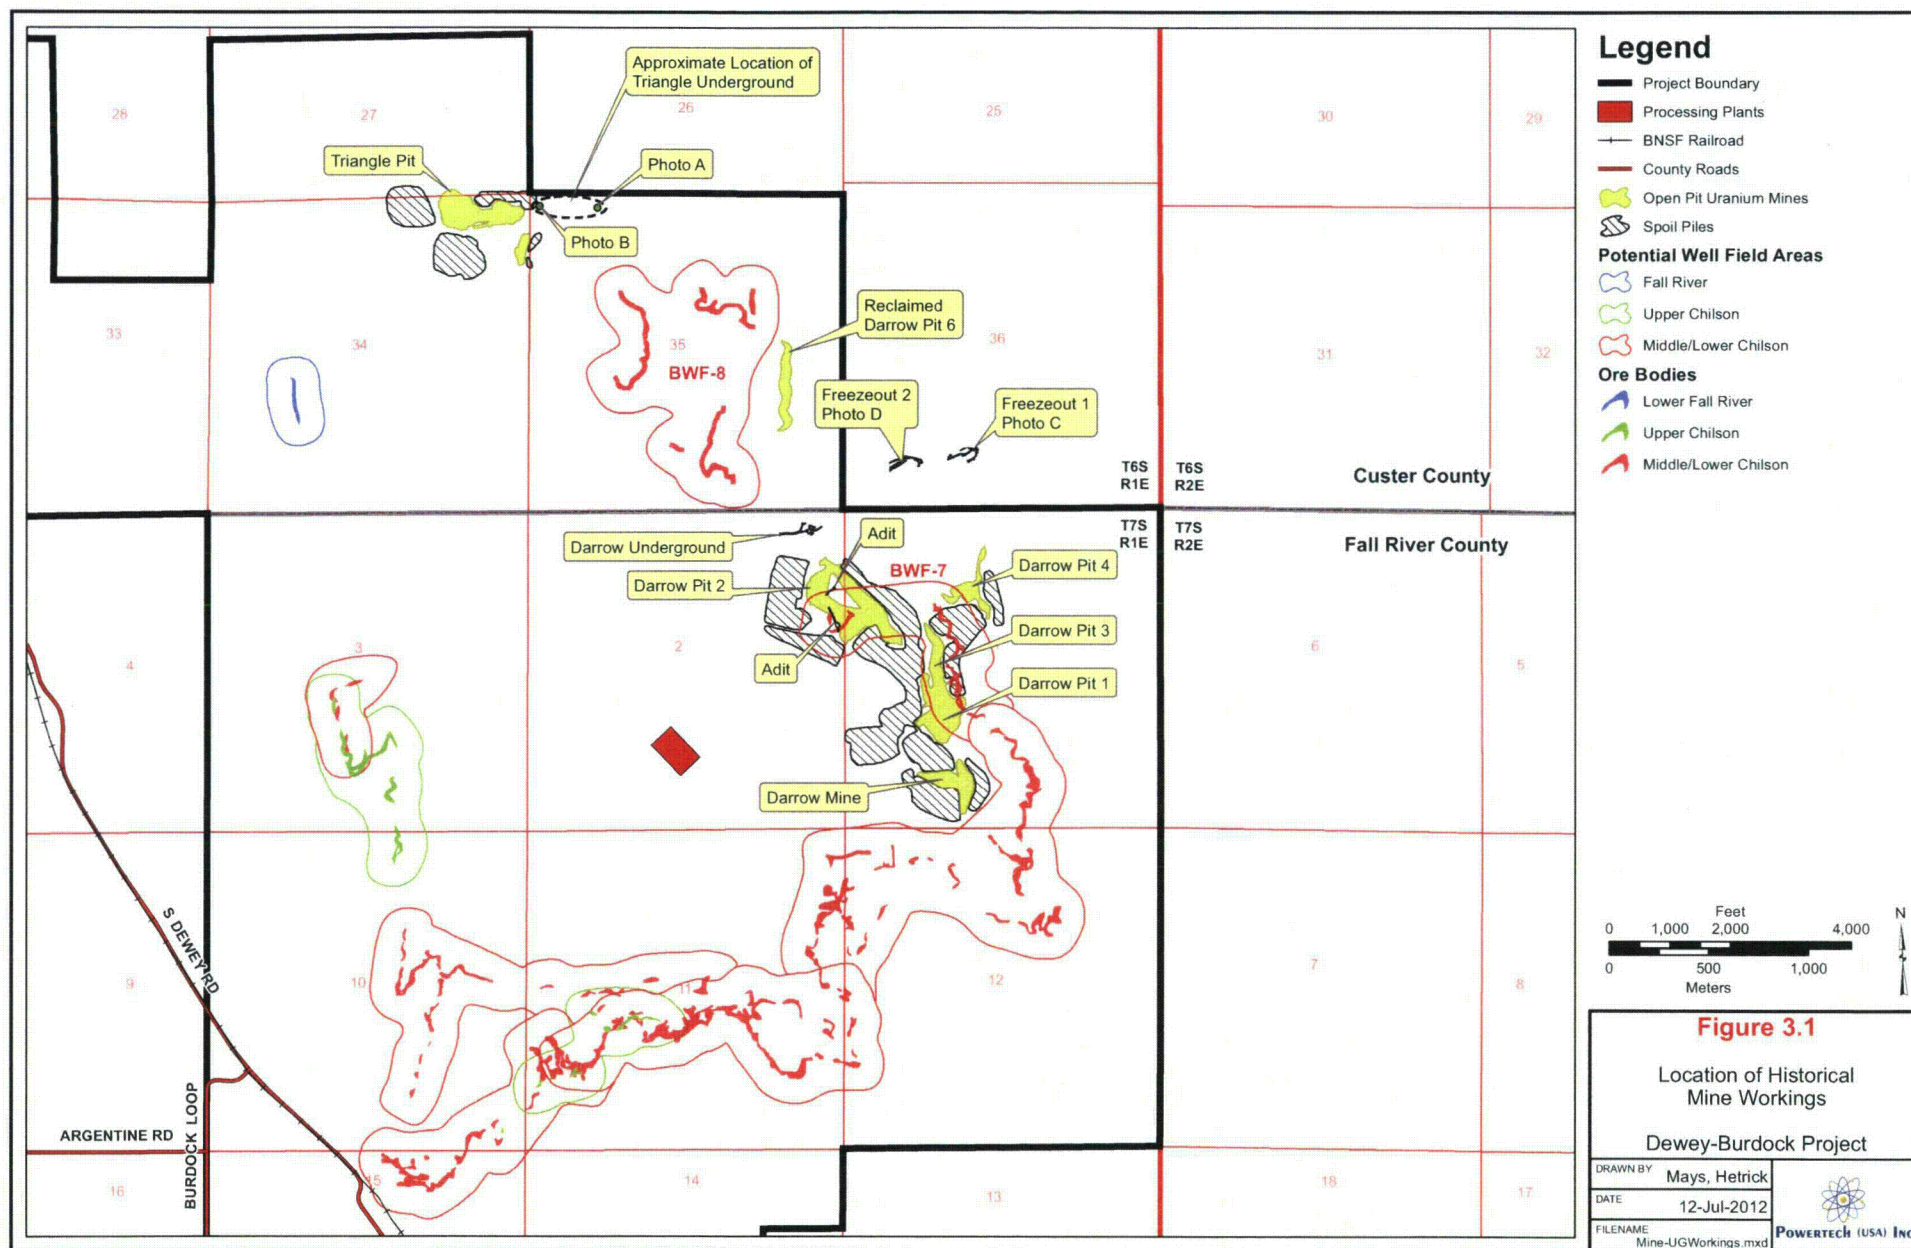 28
27
Approximate Location of
Triangle Underground
26
25
30
29
Triangle Pit
Photo A
Photo B
33
34
35
BWF-8
Reclaimed
Darrow Pit 6
36
31
32
Freezeout 2
Photo D
Freezeout 1
Photo C
T6S
R1E
T6S
R2E
Custer County
Darrow Underground
Adit
T7S
R1E
T7S
R2E
Fall River County
Darrow Pit 2
BWF-7
Darrow Pit 4
4
3
2
Adit
Darrow Pit 3
Darrow Pit 1
6
5
Darrow Mine
S DEWEY RD
9
10
11
12
7
8
ARGENTINE RD
BURDOCK LOOP
16
15
14
13
18
17
Legend
Project Boundary
Processing Plants
BNSF Railroad
County Roads
Open Pit Uranium Mines
Spoil Piles
Potential Well Field Areas
Fall River
Upper Chilson
Middle/Lower Chilson
Ore Bodies
Lower Fall River
Upper Chilson
Middle/Lower Chilson
Feet
0 1,000 2,000 4,000
0 500 1,000
Meters
N
Figure 3.1
Location of Historical
Mine Workings
Dewey-Burdock Project
DRAWN BY Mays, Hetrick
DATE 12-Jul-2012
FILENAME Mine-UGWorkings.mxd
POWERTECH (USA) INC